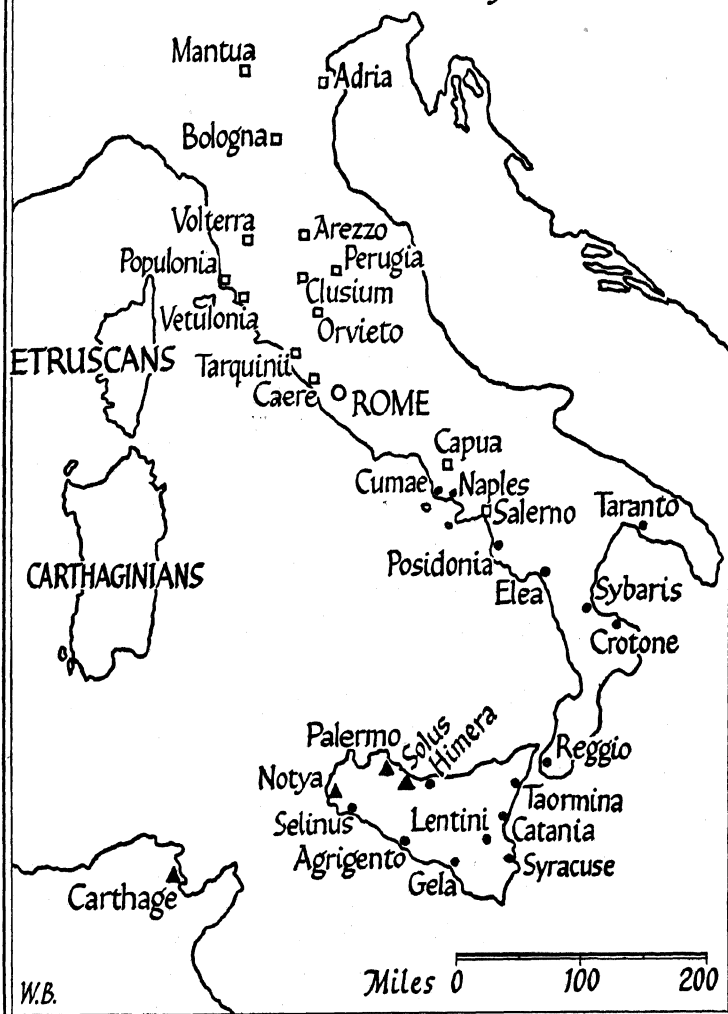 Mantua
Adria
Bologna
Volterra
Arezzo
Populonia
Perugia
Clusium
Vetulonia
Orvieto
ETRUSCANS
Tarquinii
Caere
ROME
Capua
Cumae
Naples
Salerno
Taranto
Posidonia
CARTHAGINIANS
Elea
Sybaris
Crotone
Palermo
Solus
Himera
Reggio
Notya
Taormina
Selinus
Lentini
Catania
Agrigento
Syracuse
Gela
Carthage
Miles 0 100 200
W.B.